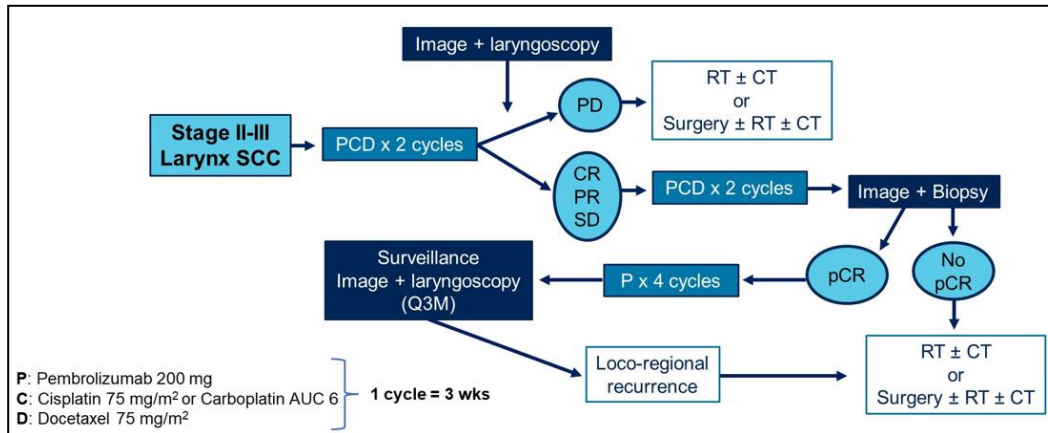 Image + laryngoscopy
Stage II-III
Larynx SCC
PCD x 2 cycles
PD
RT ± CT
or
Surgery ± RT ± CT
CR
PR
SD
PCD x 2 cycles
Image + Biopsy
pCR
No
pCR
P x 4 cycles
Surveillance
Image + laryngoscopy
(Q3M)
Loco-regional
recurrence
RT ± CT
or
Surgery ± RT ± CT
P: Pembrolizumab 200 mg
C: Cisplatin 75 mg/m² or Carboplatin AUC 6
D: Docetaxel 75 mg/m²
1 cycle = 3 wks